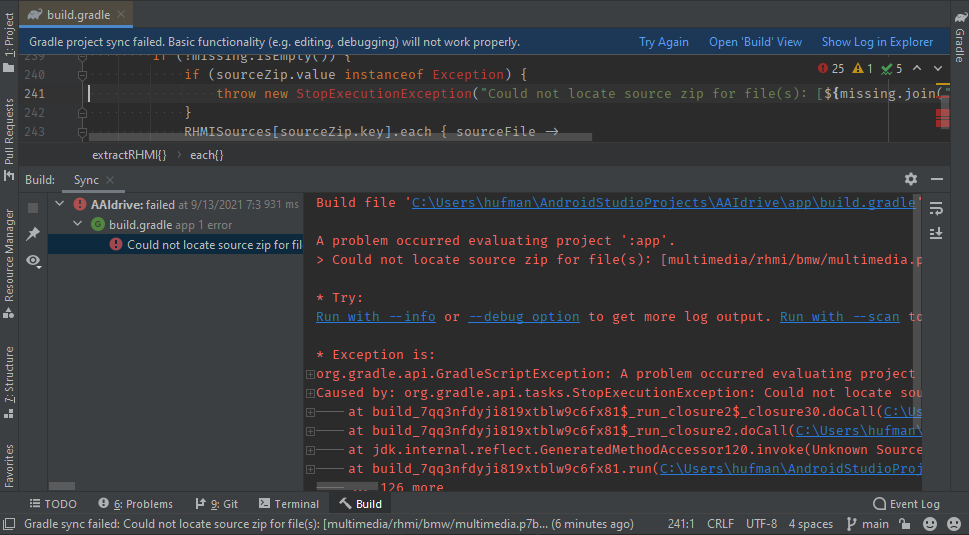 build.gradle
Gradle project sync failed. Basic functionality (e.g. editing, debugging) will not work properly. Try Again Open 'Build' View Show Log in Explorer
239 if (!missing.isEmpty()) {
240 if (sourceZip.value instanceof Exception) { 25 1 5
241 throw new StopExecutionException("Could not locate source zip for file(s): [${missing.join("
242 }
243 RHMISources[sourceZip.key].each { sourceFile ->
extractRHMI{} › each{}
Build: Sync
AAIdrive: failed at 9/13/2021 7:3 931 ms
build.gradle app 1 error
Could not locate source zip for fil
Build file 'C:\Users\hufman\AndroidStudioProjects\AAIdrive\app\build.gradle'
A problem occurred evaluating project ':app'.
> Could not locate source zip for file(s): [multimedia/rhmi/bmw/multimedia.p
* Try:
Run with --info or --debug option to get more log output. Run with --scan to
* Exception is:
org.gradle.api.GradleScriptException: A problem occurred evaluating project
Caused by: org.gradle.api.tasks.StopExecutionException: Could not locate sou
at build_7qq3nfdyji819xtblw9c6fx81$_run_closure2$_closure30.doCall(C:\Us
at build_7qq3nfdyji819xtblw9c6fx81$_run_closure2.doCall(C:\Users\hufman\
at jdk.internal.reflect.GeneratedMethodAccessor120.invoke(Unknown Source
at build_7qq3nfdyji819xtblw9c6fx81.run(C:\Users\hufman\AndroidStudioProj
... 126 more
1: Project
Pull Requests
Resource Manager
7: Structure
Favorites
Gradle
TODO 6: Problems 9: Git Terminal Build Event Log
Gradle sync failed: Could not locate source zip for file(s): [multimedia/rhmi/bmw/multimedia.p7b... (6 minutes ago) 241:1 CRLF UTF-8 4 spaces main